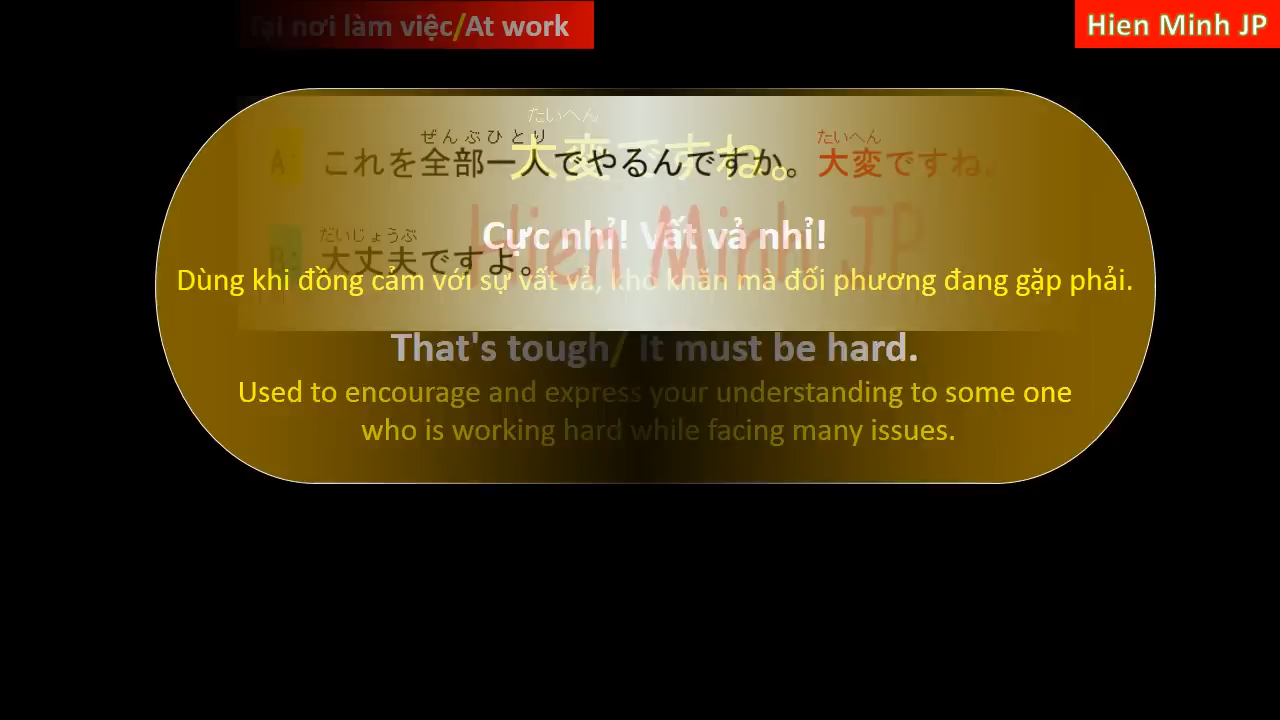 Tại nơi làm việc/At work
Hien Minh JP
たいへん
大変ですね。
ぜんぶひとり たいへん
A: これを全部一人でやるんですか。大変ですね。
Cực nhỉ! Vất vả nhỉ!
Hien Minh JP
だいじょうぶ
B: 大丈夫ですよ。
Dùng khi đồng cảm với sự vất vả, khó khăn mà đối phương đang gặp phải.
That's tough/ It must be hard.
Used to encourage and express your understanding to some one
who is working hard while facing many issues.